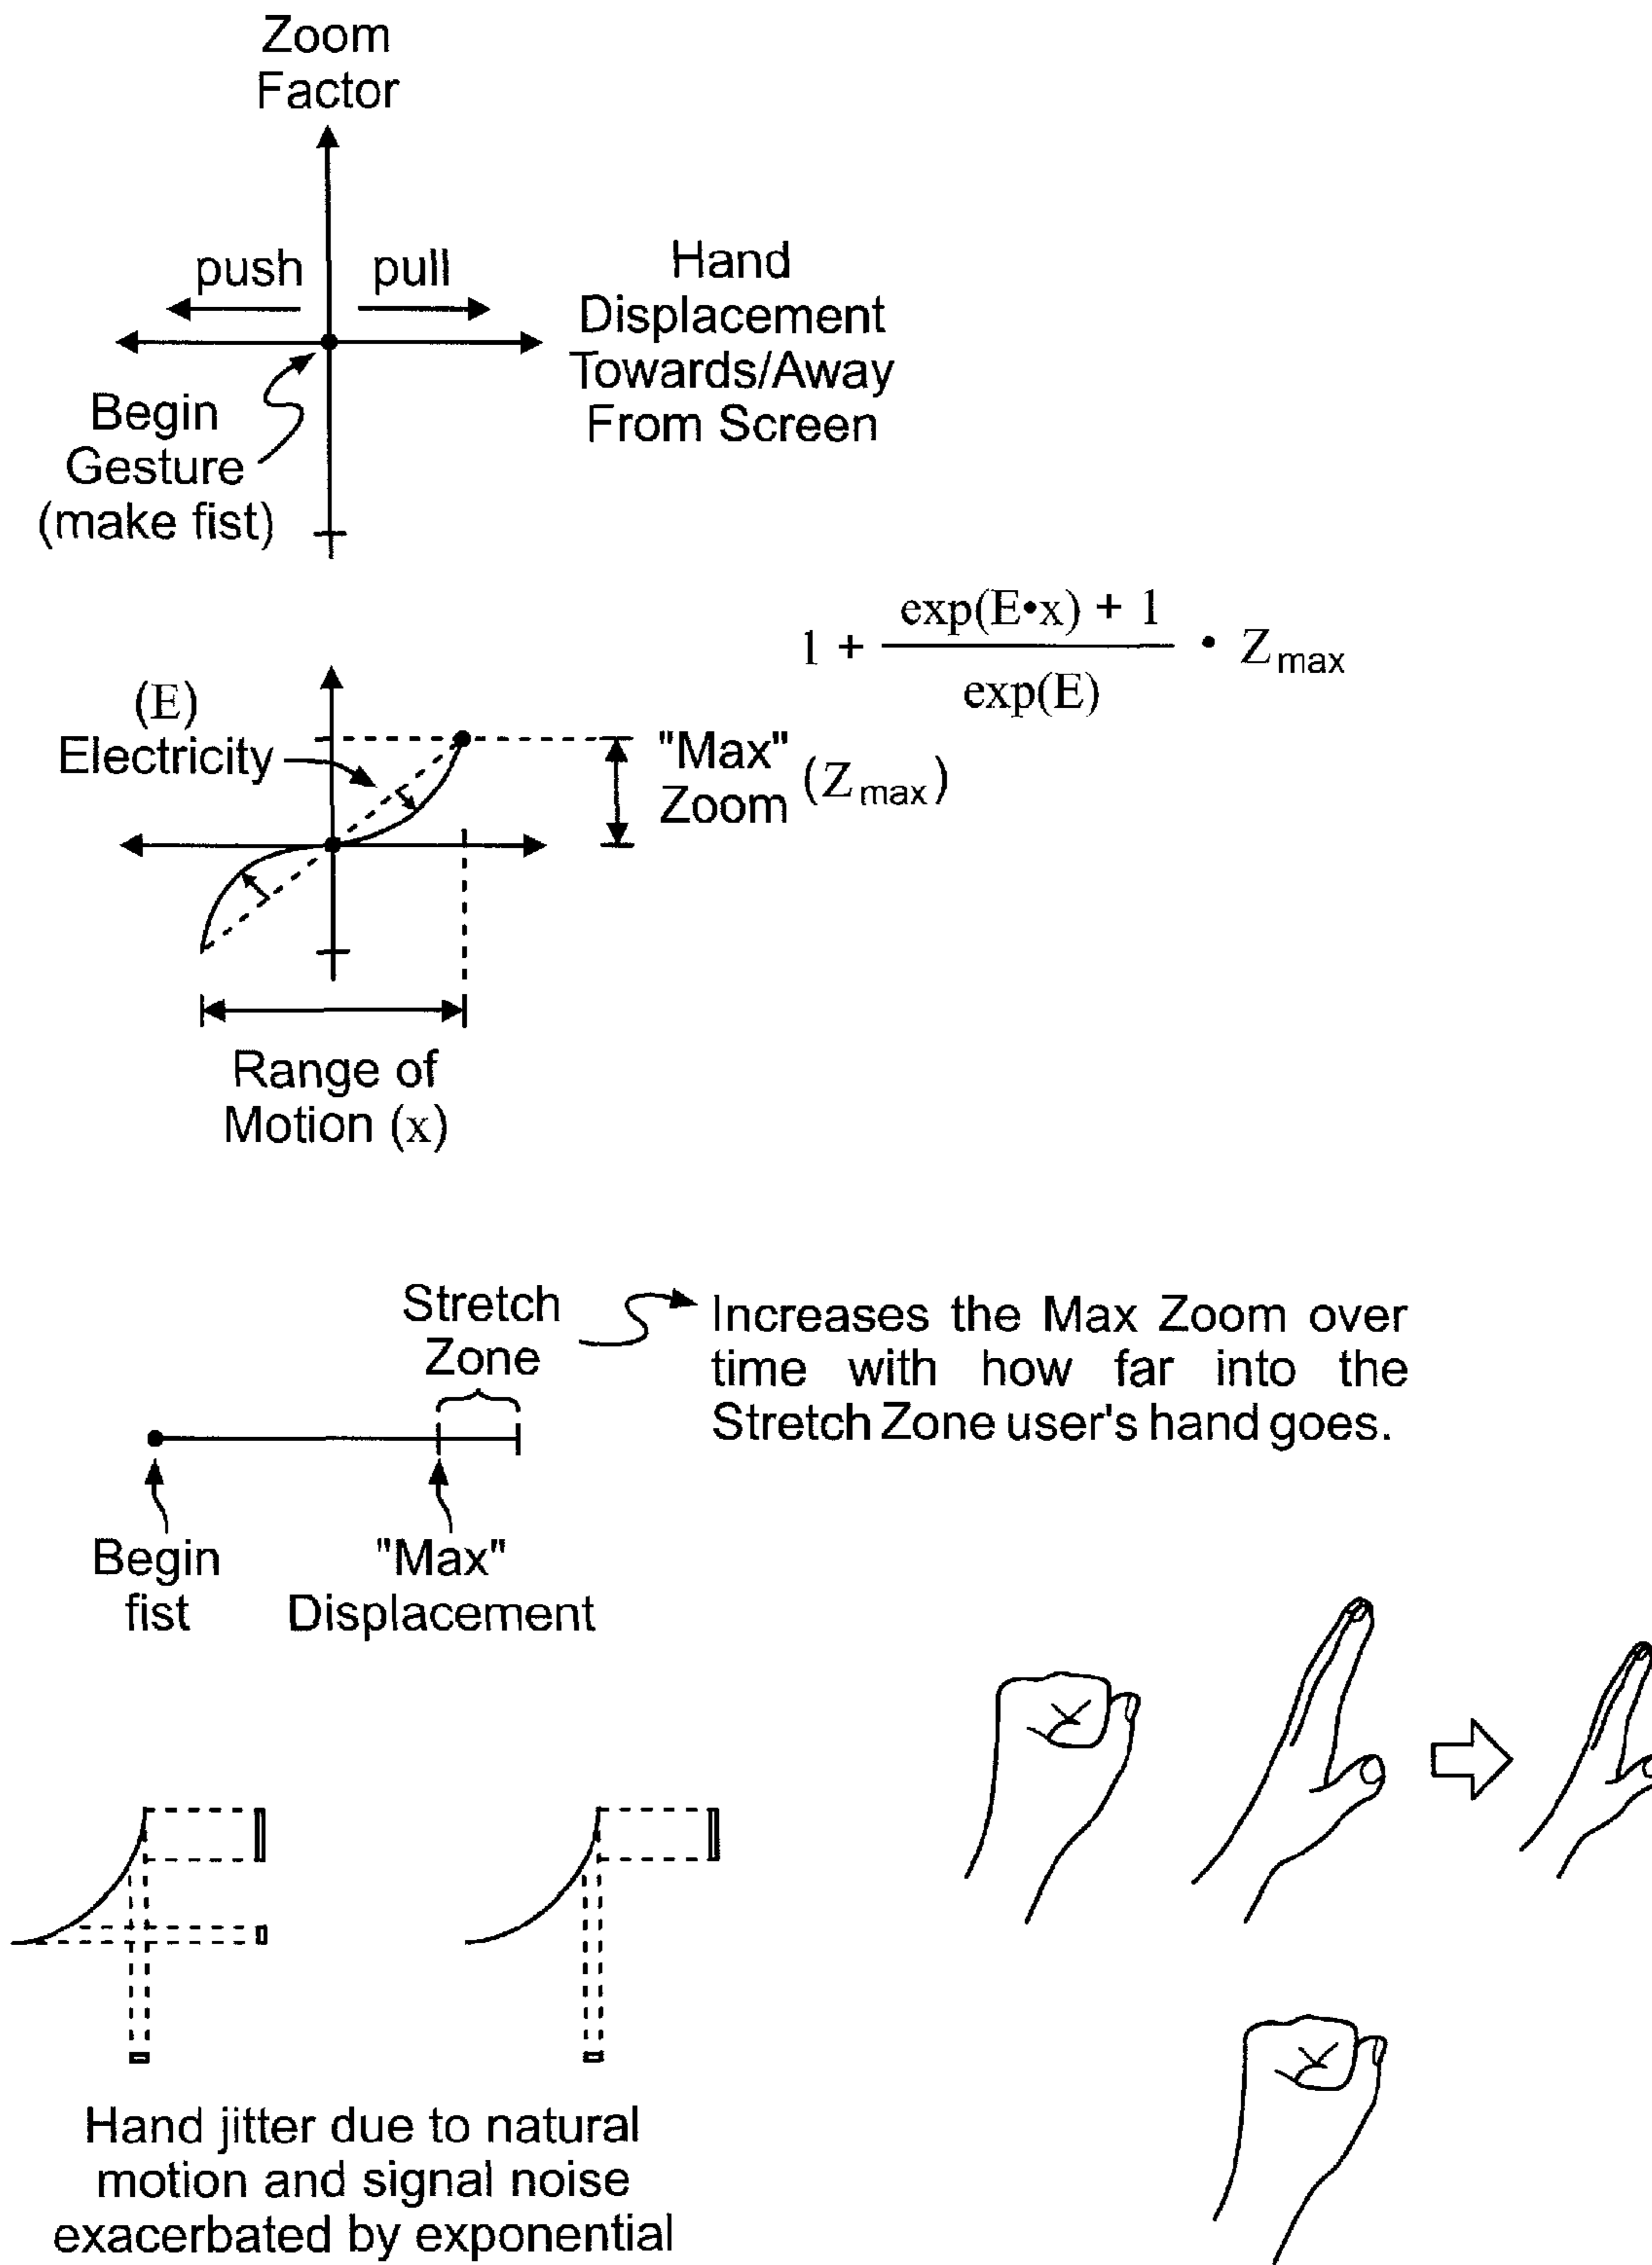 Zoom
Factor
push
pull
Hand
Displacement
Towards/Away
From Screen
Begin
Gesture
(make fist)
1 + exp(E•x) + 1 / exp(E) • Zmax
(E)
Electricity
"Max"
Zoom
(Zmax)
Range of
Motion (x)
Stretch
Zone
Increases the Max Zoom over
time with how far into the
Stretch Zone user's hand goes.
Begin
fist
"Max"
Displacement
Hand jitter due to natural
motion and signal noise
exacerbated by exponential